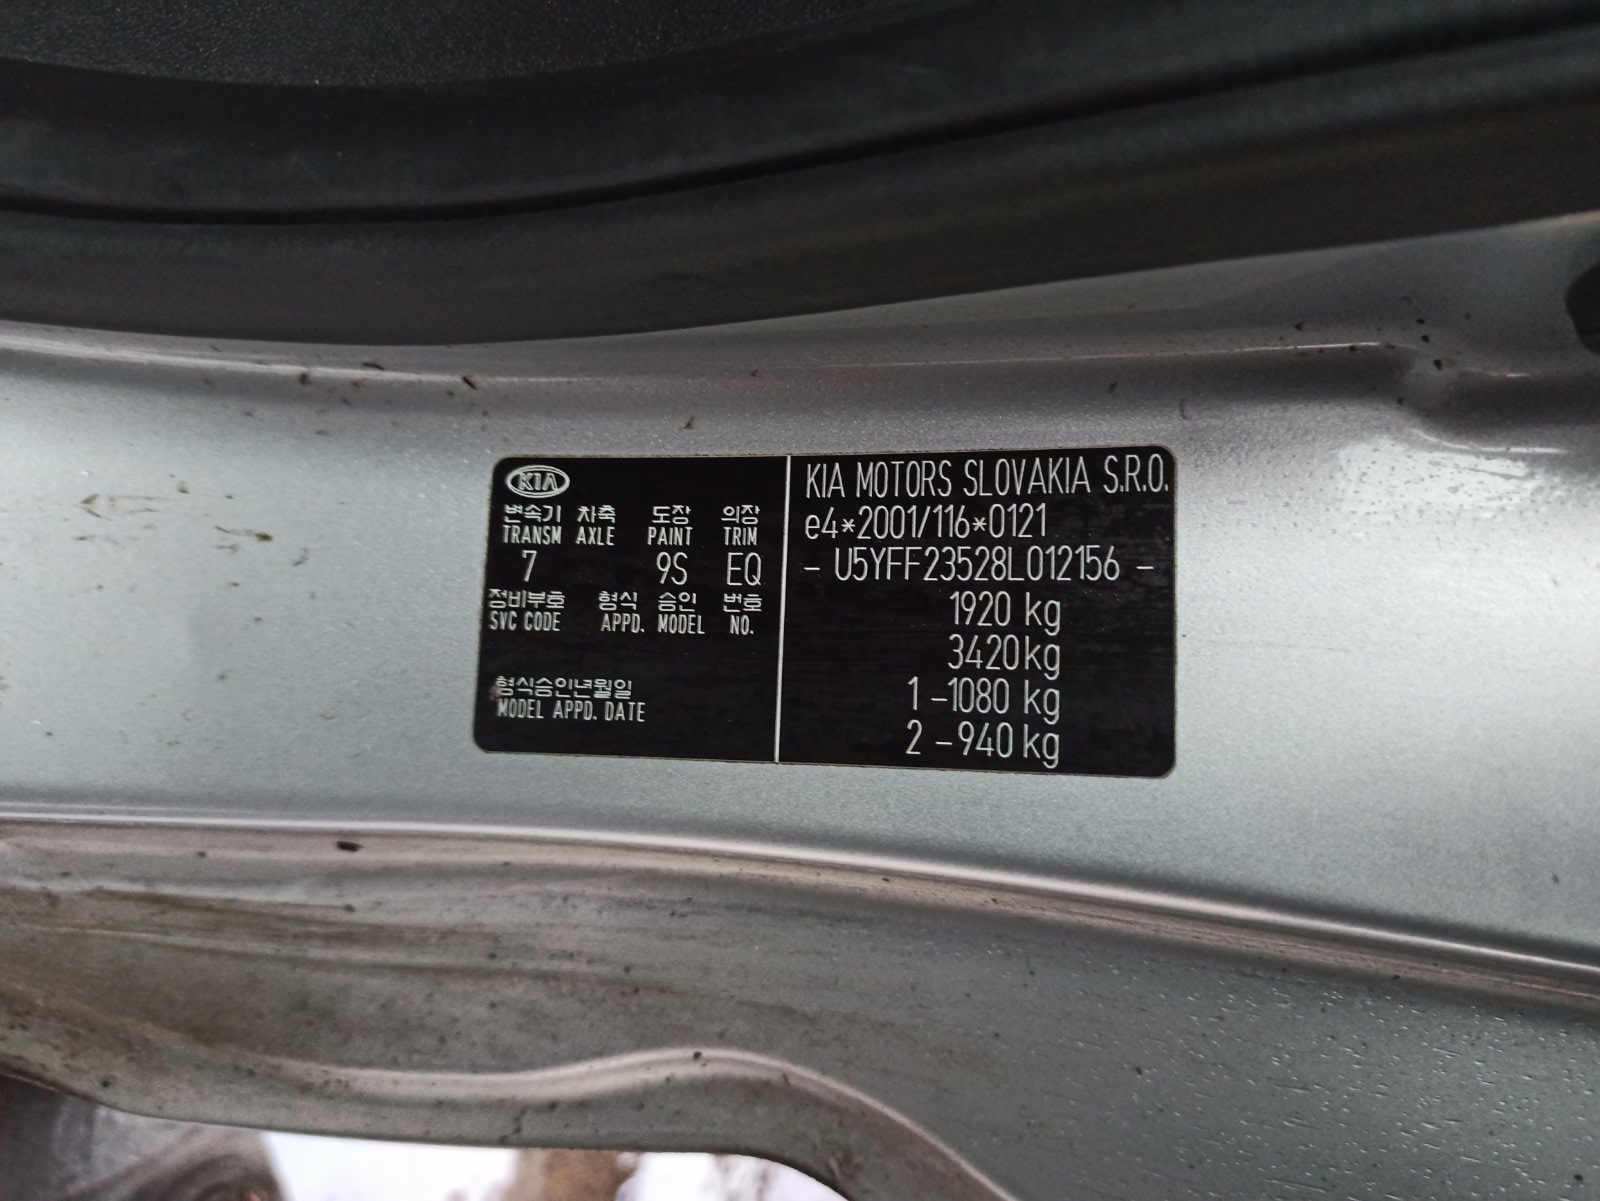 KIA
변속기 차축 도장 의장
TRANSM AXLE PAINT TRIM
7 9S EQ
정비부호 형식 승인 번호
SVC CODE APPD. MODEL NO.
형식승인년월일
MODEL APPD. DATE
KIA MOTORS SLOVAKIA S.R.O.
e4*2001/116*0121
- U5YFF23528L012156 -
1920 kg
3420kg
1 -1080 kg
2 -940 kg